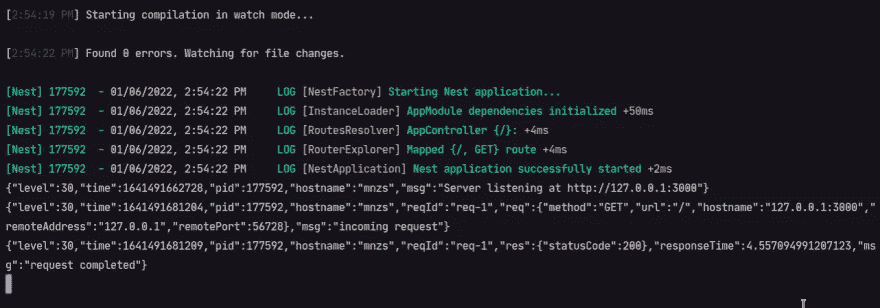 [2:54:19 PM] Starting compilation in watch mode...
[2:54:22 PM] Found 0 errors. Watching for file changes.
[Nest] 177592  - 01/06/2022, 2:54:22 PM     LOG [NestFactory] Starting Nest application...
[Nest] 177592  - 01/06/2022, 2:54:22 PM     LOG [InstanceLoader] AppModule dependencies initialized +50ms
[Nest] 177592  - 01/06/2022, 2:54:22 PM     LOG [RoutesResolver] AppController {/}: +4ms
[Nest] 177592  - 01/06/2022, 2:54:22 PM     LOG [RouterExplorer] Mapped {/, GET} route +4ms
[Nest] 177592  - 01/06/2022, 2:54:22 PM     LOG [NestApplication] Nest application successfully started +2ms
{"level":30,"time":1641491662728,"pid":177592,"hostname":"mnzs","msg":"Server listening at http://127.0.0.1:3000"}
{"level":30,"time":1641491681204,"pid":177592,"hostname":"mnzs","reqId":"req-1","req":{"method":"GET","url":"/","hostname":"127.0.0.1:3000","
remoteAddress":"127.0.0.1","remotePort":56728},"msg":"incoming request"}
{"level":30,"time":1641491681209,"pid":177592,"hostname":"mnzs","reqId":"req-1","res":{"statusCode":200},"responseTime":4.557094991207123,"ms
g":"request completed"}